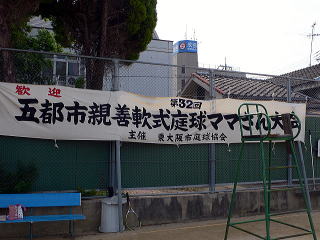 歓迎
第32回
五都市親善軟式庭球ママさん大会
主催 東大阪市庭球協会